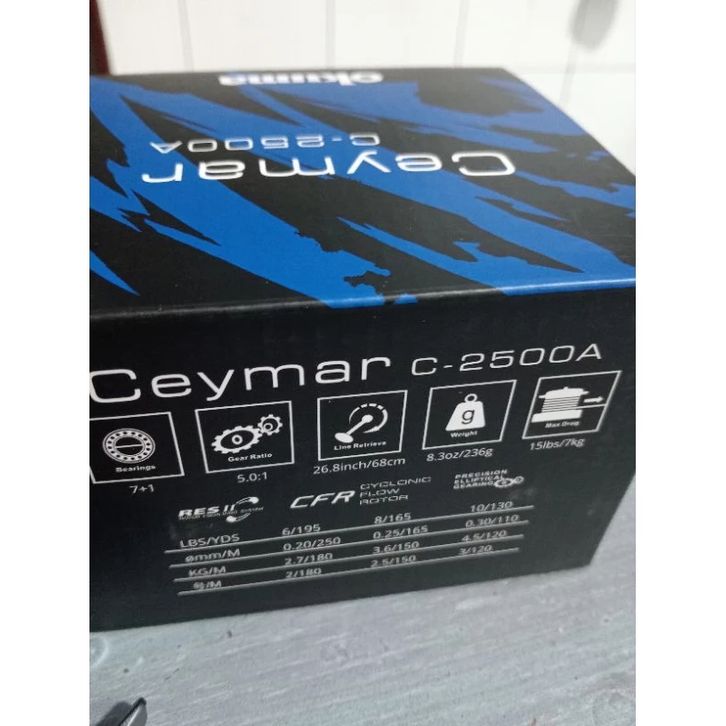 okuma
Ceymar
C-2500A
Ceymar C-2500A
Bearings
7+1
Gear Ratio
5.0:1
Line Retrieve
26.8inch/68cm
Weight
8.3oz/236g
Max Drag
15lbs/7kg
RES II
CFR CYCLONIC FLOW ROTOR
PRECISION ELLIPTICAL GEARING
LBS/YDS 6/195 8/165 10/130
ømm/M 0.20/250 0.25/165 0.30/110
KG/M 2.7/180 3.6/150 4.5/120
号/M 2/180 2.5/150 3/120